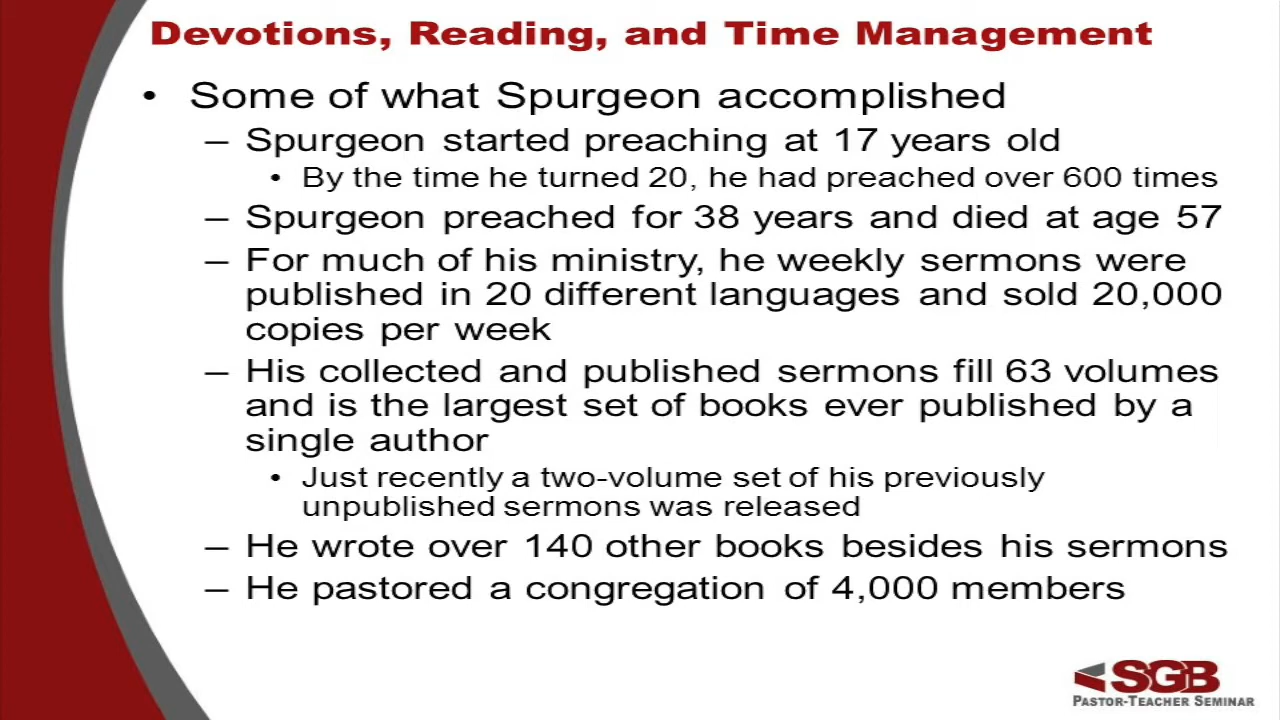 Devotions, Reading, and Time Management
• Some of what Spurgeon accomplished
– Spurgeon started preaching at 17 years old
• By the time he turned 20, he had preached over 600 times
– Spurgeon preached for 38 years and died at age 57
– For much of his ministry, he weekly sermons were
published in 20 different languages and sold 20,000
copies per week
– His collected and published sermons fill 63 volumes
and is the largest set of books ever published by a
single author
• Just recently a two-volume set of his previously
unpublished sermons was released
– He wrote over 140 other books besides his sermons
– He pastored a congregation of 4,000 members
SGB
PASTOR-TEACHER SEMINAR